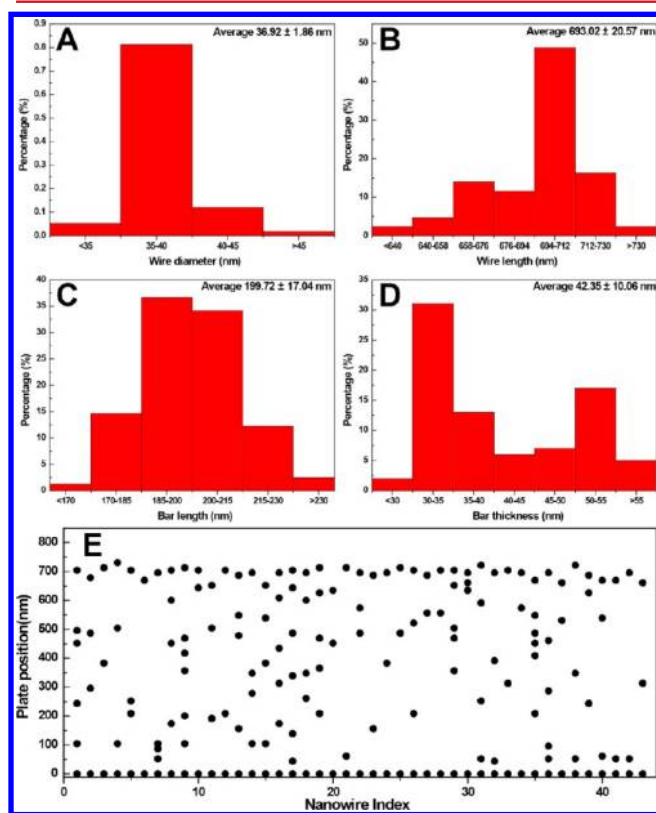 A
Average 36.92 ± 1.86 nm
Percentage (%)
0.9
0.8
0.7
0.6
0.5
0.4
0.3
0.2
0.1
0.0
<35 35-40 40-45 >45
Wire diameter (nm)
B
Average 693.02 ± 20.57 nm
Percentage (%)
50
40
30
20
10
0
<640 640-658 658-676 676-694 694-712 712-730 >730
Wire length (nm)
C
Average 199.72 ± 17.04 nm
Percentage (%)
40
35
30
25
20
15
10
5
0
<170 170-185 185-200 200-215 215-230 >230
Bar length (nm)
D
Average 42.35 ± 10.06 nm
Percentage (%)
35
30
25
20
15
10
5
0
<30 30-35 35-40 40-45 45-50 50-55 >55
Bar thickness (nm)
E
Plate position(nm)
800
700
600
500
400
300
200
100
0
0 10 20 30 40
Nanowire Index